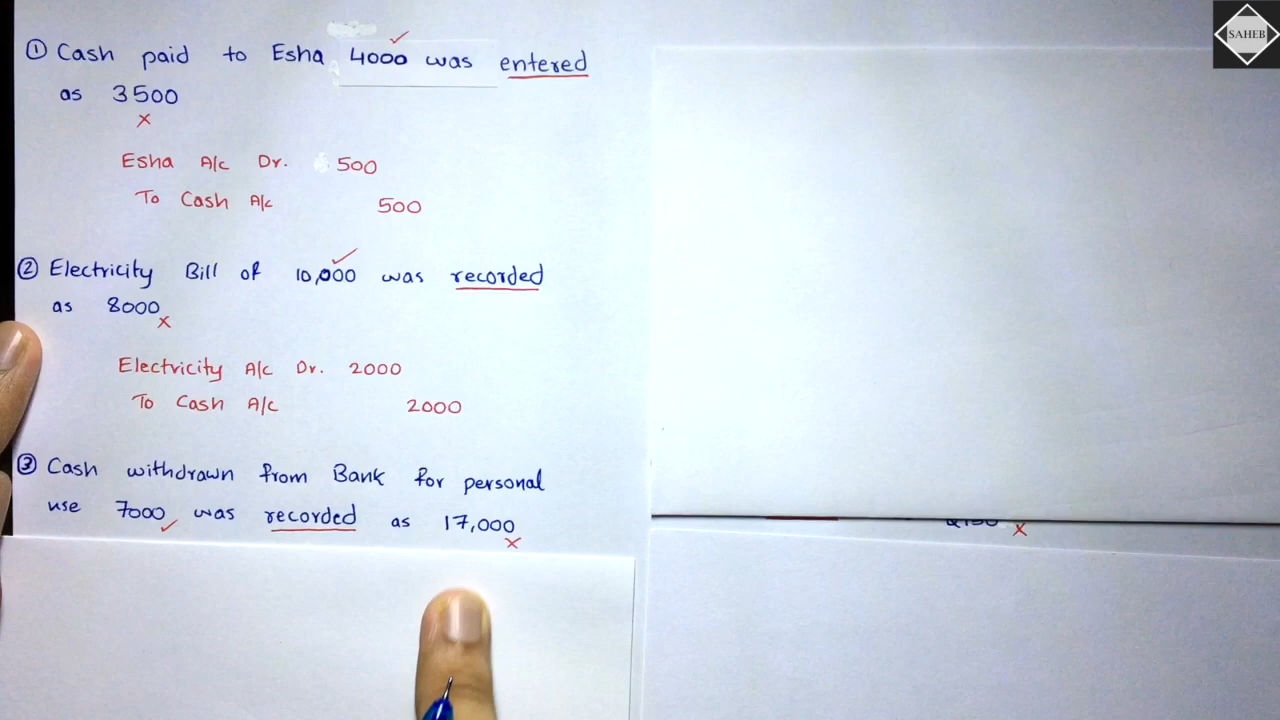 ① Cash paid to Esha 4000 was entered
as 3500
Esha A/c Dr. 500
To Cash A/c 500
② Electricity Bill of 10,000 was recorded
as 8000
Electricity A/c Dr. 2000
To Cash A/c 2000
③ Cash withdrawn from Bank for personal
use 7000 was recorded as 17,000
SAHEB